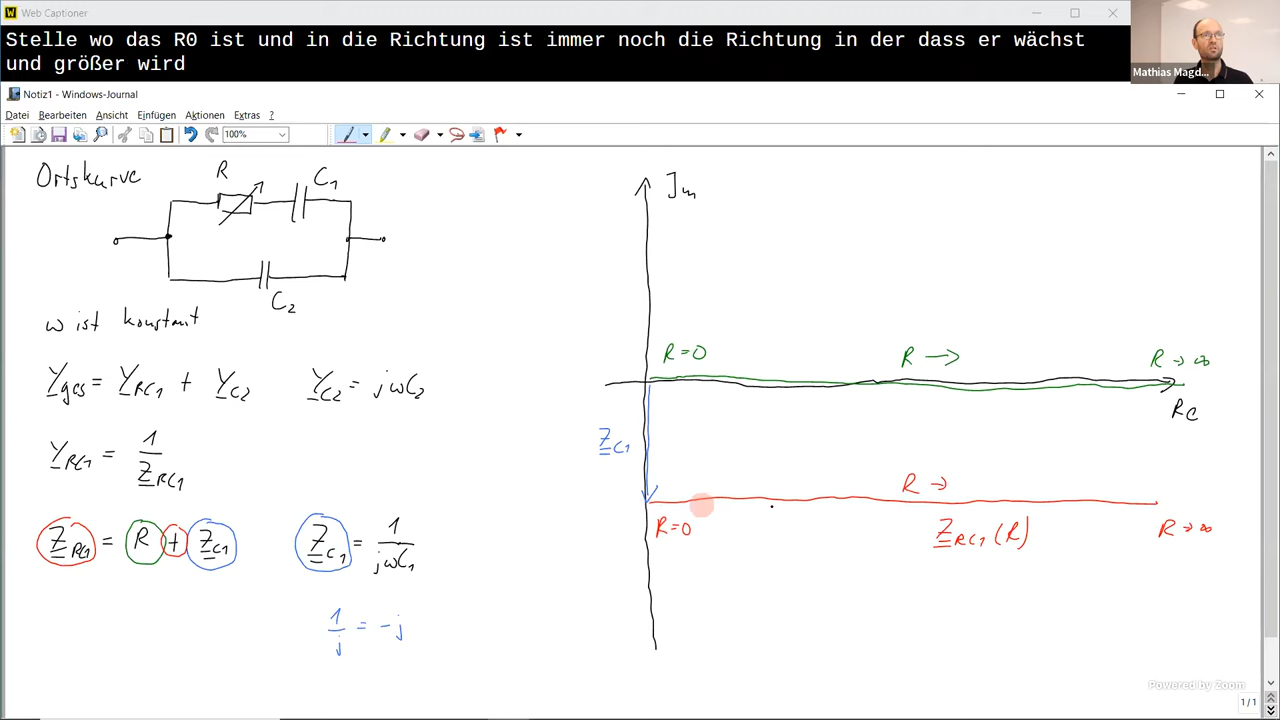 Web Captioner
Stelle wo das R0 ist und in die Richtung ist immer noch die Richtung in der dass er wächst
und größer wird
Mathias Magd...
Notiz1 - Windows-Journal
Datei Bearbeiten Ansicht Einfügen Aktionen Extras ?
100%
Ortskurve
R
C1
C2
ω ist konstant
Yges = YRC1 + YC2
YC2 = jωC2
YRC1 = 1/ZRC1
ZRC1 = R + ZC1
ZC1 = 1/jωC1
1/j = -j
Im
R=0
R →
R → ∞
Re
ZC1
R →
R=0
ZRC1 (R)
R → ∞
Powered by Zoom
1/1